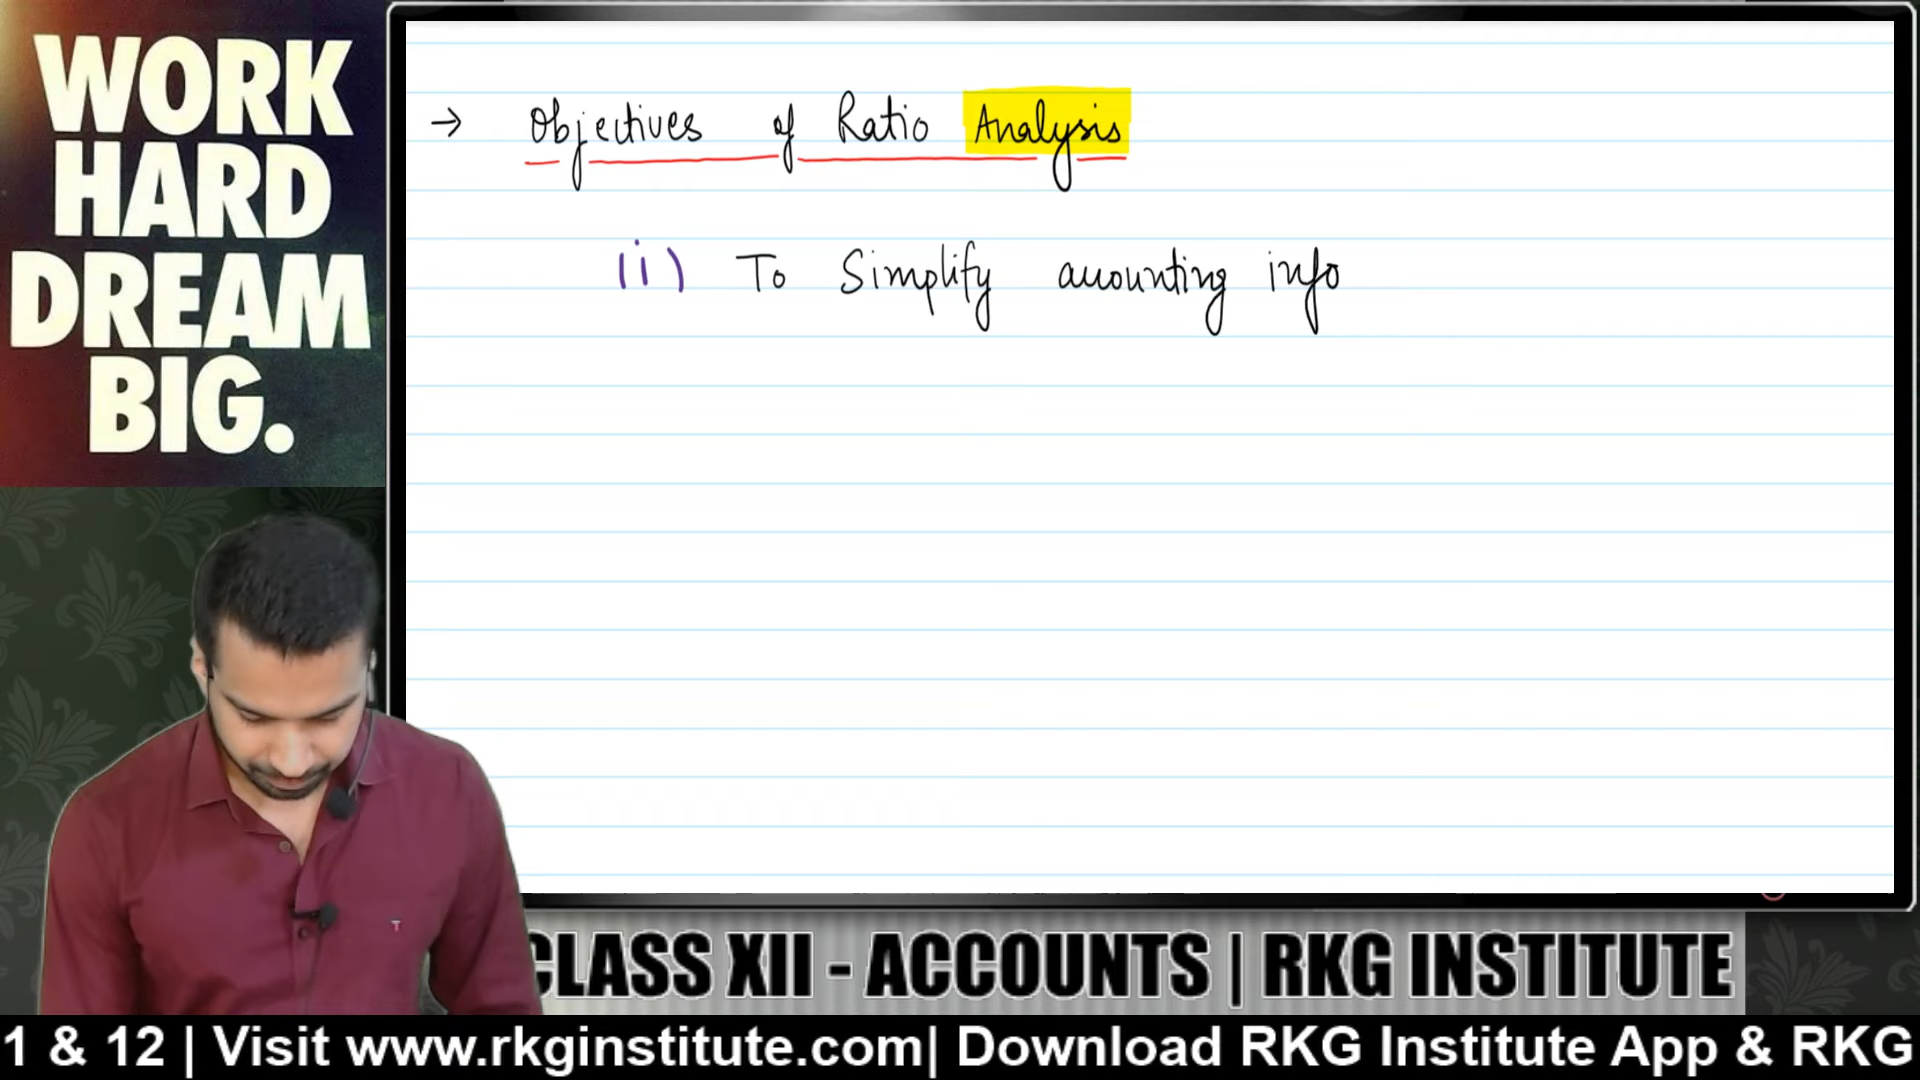 WORK
HARD
DREAM
BIG.
→ Objectives of Ratio Analysis
(i) To Simplify accounting info
T
CLASS XII - ACCOUNTS | RKG INSTITUTE
1 & 12 | Visit www.rkginstitute.com| Download RKG Institute App & RKG